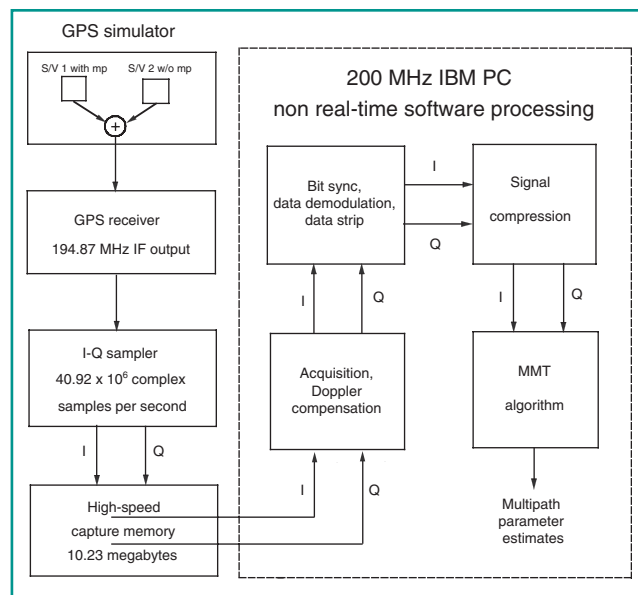 GPS simulator
S/V 1 with mp
S/V 2 w/o mp
+
GPS receiver
194.87 MHz IF output
I-Q sampler
40.92 x 10⁶ complex
samples per second
I
Q
High-speed
capture memory
10.23 megabytes
200 MHz IBM PC
non real-time software processing
Bit sync,
data demodulation,
data strip
I
Q
Signal
compression
I
Q
I
Q
Acquisition,
Doppler
compensation
MMT
algorithm
I
Q
Multipath
parameter
estimates